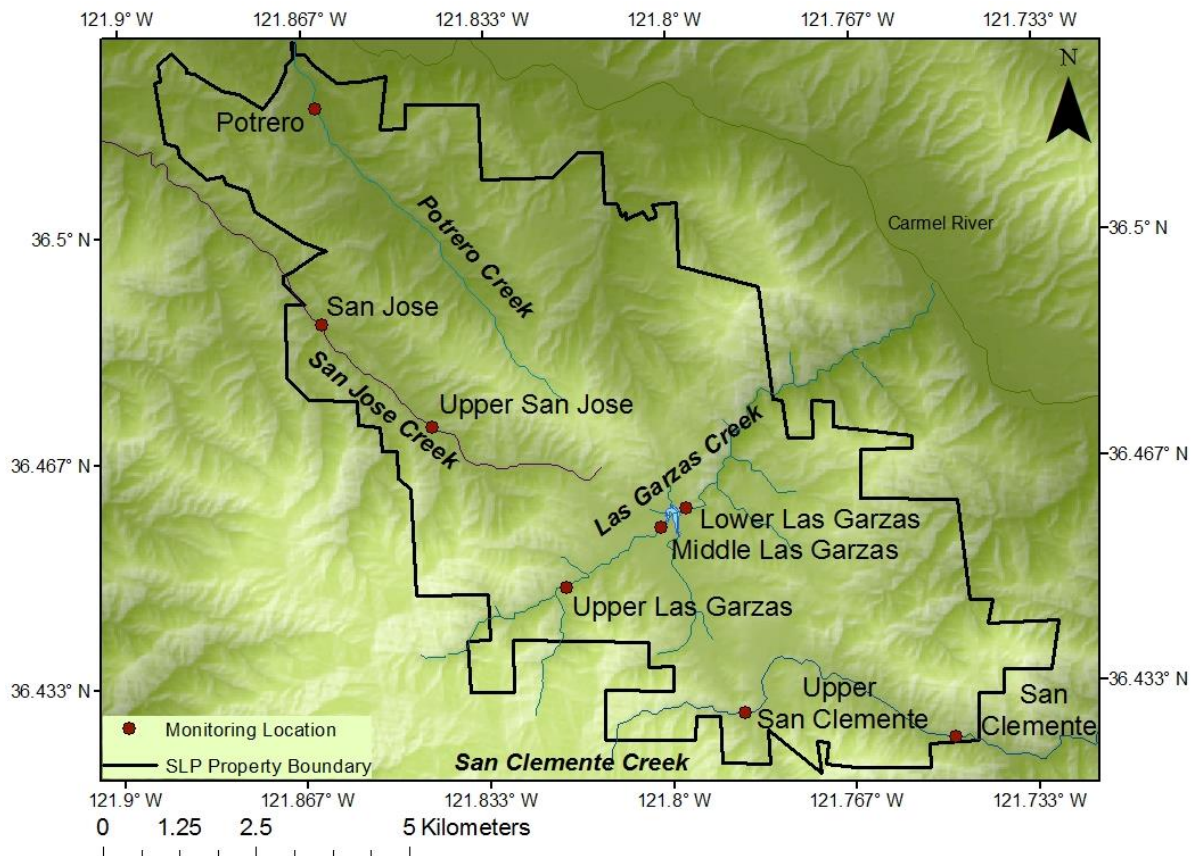 121.9° W 121.867° W 121.833° W 121.8° W 121.767° W 121.733° W
N
Potrero
Potrero Creek
Carmel River
36.5° N
36.5° N
San Jose
San Jose Creek
Upper San Jose
Las Garzas Creek
36.467° N
36.467° N
Lower Las Garzas
Middle Las Garzas
Upper Las Garzas
36.433° N
36.433° N
Upper
San Clemente
San
Clemente
San Clemente Creek
Monitoring Location
SLP Property Boundary
121.9° W 121.867° W 121.833° W 121.8° W 121.767° W 121.733° W
0 1.25 2.5 5 Kilometers